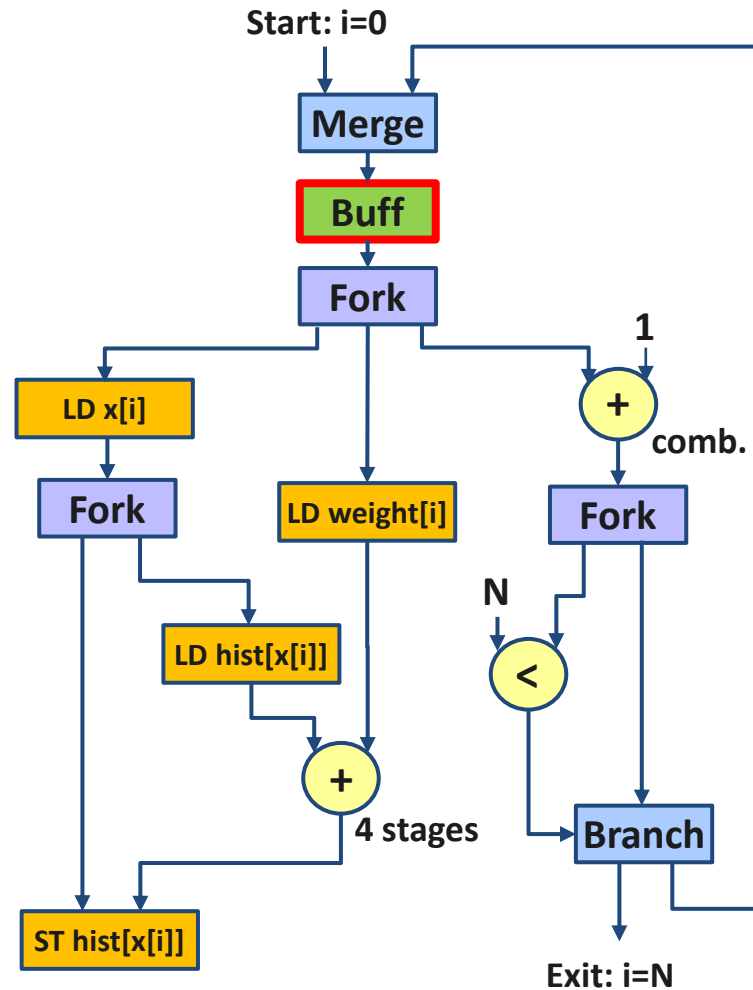 Start: i=0
Merge
Buff
Fork
1
LD x[i]
+
comb.
Fork
LD weight[i]
Fork
N
LD hist[x[i]]
<
+
4 stages
Branch
ST hist[x[i]]
Exit: i=N